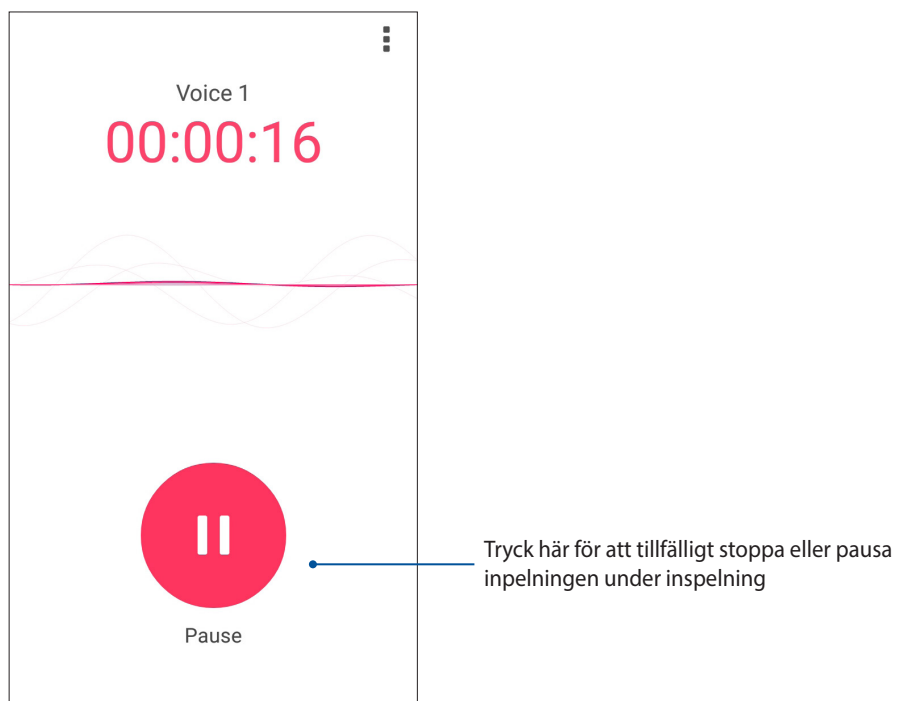 Voice 1
00:00:16
Tryck här för att tillfälligt stoppa eller pausa
inpelningen under inspelning
Pause